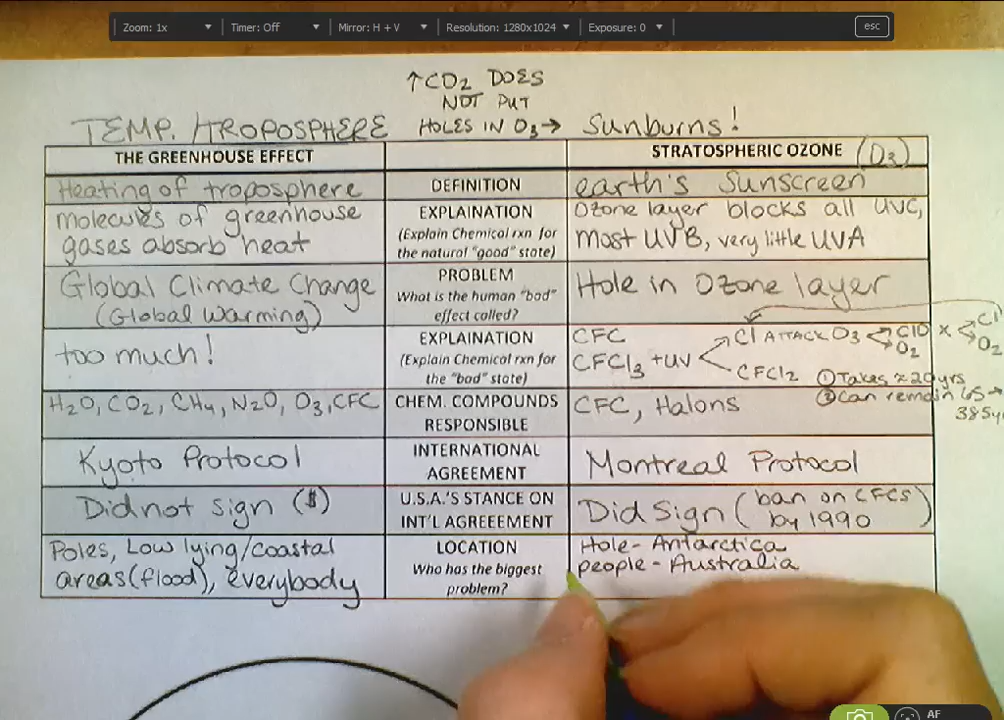 Zoom: 1x Timer: Off Mirror: H + V Resolution: 1280x1024 Exposure: 0 esc
↑CO2 DOES
NOT PUT
HOLES IN O3 → Sunburns!
TEMP. / TROPOSPHERE
THE GREENHOUSE EFFECT STRATOSPHERIC OZONE (O3)
Heating of troposphere DEFINITION earth's Sunscreen
molecules of greenhouse EXPLAINATION Ozone layer blocks all UVC,
gases absorb heat (Explain Chemical rxn for most UVB, very little UVA
the natural "good" state)
Global Climate Change PROBLEM Hole in Ozone layer
(Global Warming) What is the human "bad"
effect called?
too much! EXPLAINATION CFC Cl ATTACK O3 ClO x Cl
(Explain Chemical rxn for CFCl3 + UV O2 O2
the "bad" state) CFCl2 ① Takes ≈ 20 yrs
H2O, CO2, CH4, N2O, O3, CFC CHEM. COMPOUNDS CFC, Halons ② Can remain 65→
RESPONSIBLE 385y
Kyoto Protocol INTERNATIONAL Montreal Protocol
AGREEMENT
Did not sign ($) U.S.A.'S STANCE ON Did Sign (ban on CFCs
INT'L AGREEEMENT by 1990)
Poles, Low lying/coastal LOCATION Hole - Antarctica
areas (flood), everybody Who has the biggest people - Australia
problem?
AF